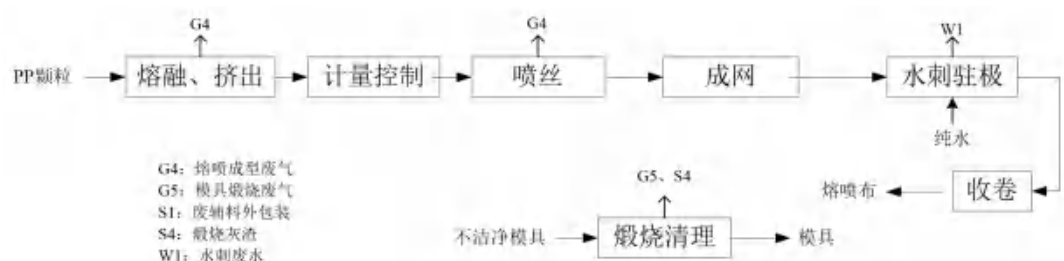 G4
G4
W1
PP颗粒
熔融、挤出
计量控制
喷丝
成网
水刺驻极
纯水
G4：熔喷成型废气
G5：模具煅烧废气
S1：废辅料外包装
S4：煅烧灰渣
W1：水刺废水
G5、S4
熔喷布
收卷
不洁净模具
煅烧清理
模具